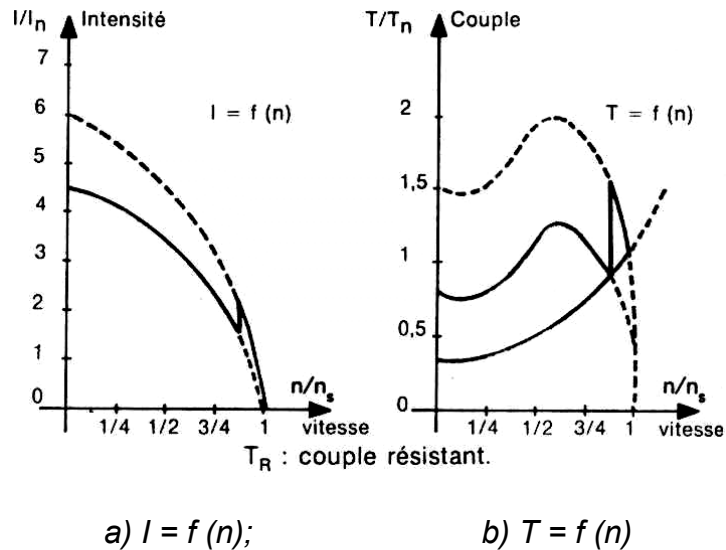 I/In Intensité
7
6
5
4
3
2
1
0
I = f (n)
n/ns
1/4 1/2 3/4 1 vitesse
T/Tn Couple
2
1,5
1
0,5
0
T = f (n)
n/ns
1/4 1/2 3/4 1 vitesse
TR : couple résistant.
a) I = f (n);
b) T = f (n)